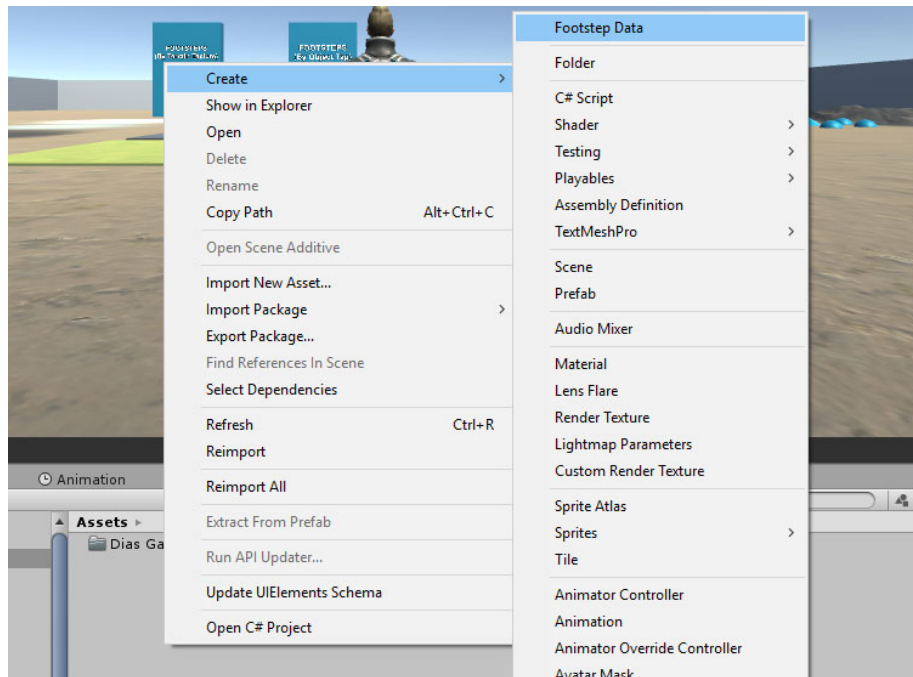 FOOTSTEPS
FOOTSTEPS
(By Object Tag)
Create
Show in Explorer
Open
Delete
Rename
Copy Path Alt+Ctrl+C
Open Scene Additive
Import New Asset...
Import Package
Export Package...
Find References In Scene
Select Dependencies
Refresh Ctrl+R
Reimport
Reimport All
Extract From Prefab
Run API Updater...
Update UIElements Schema
Open C# Project
Footstep Data
Folder
C# Script
Shader
Testing
Playables
Assembly Definition
TextMeshPro
Scene
Prefab
Audio Mixer
Material
Lens Flare
Render Texture
Lightmap Parameters
Custom Render Texture
Sprite Atlas
Sprites
Tile
Animator Controller
Animation
Animator Override Controller
Avatar Mask
Animation
Assets
Dias Ga